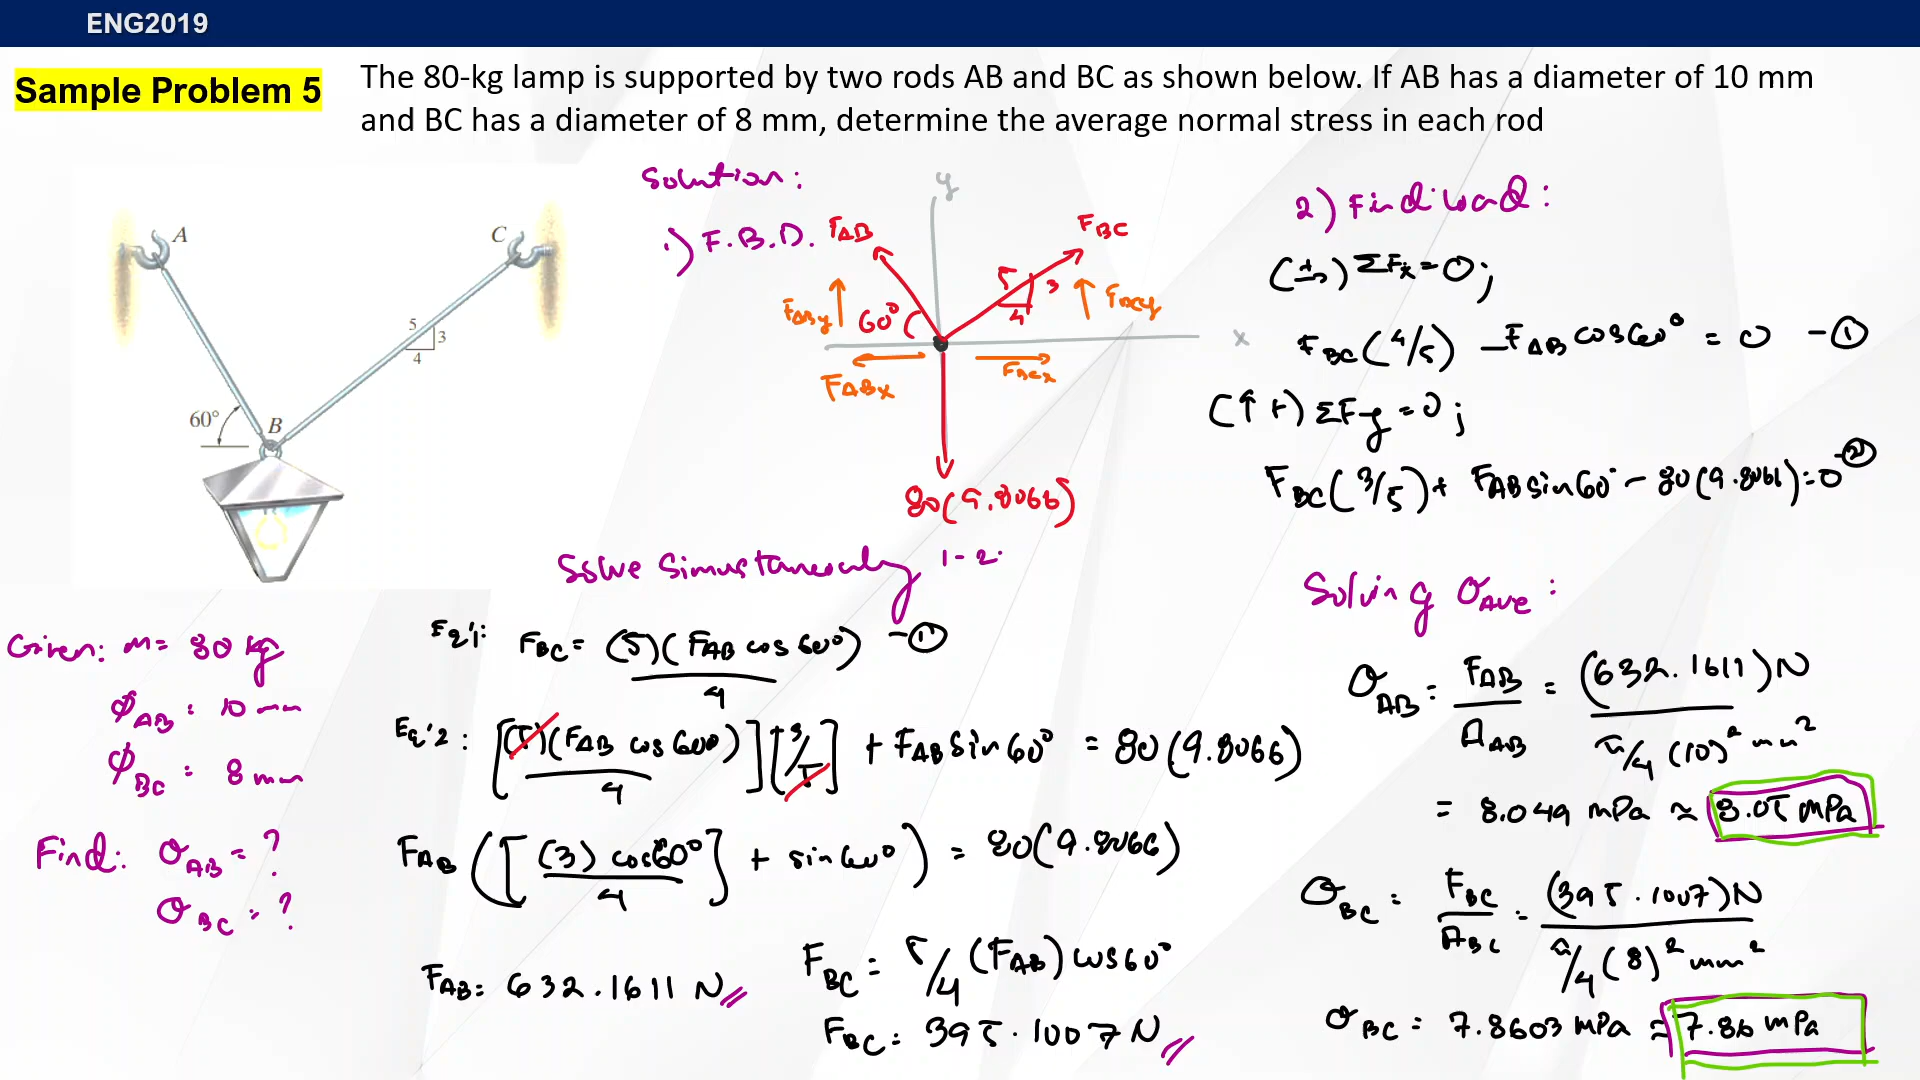 ENG2019
Sample Problem 5
The 80-kg lamp is supported by two rods AB and BC as shown below. If AB has a diameter of 10 mm
and BC has a diameter of 8 mm, determine the average normal stress in each rod
A
C
5
3
4
60°
B
Given: m = 80 kg
ϕAB = 10 mm
ϕBC = 8 mm
Find: σAB = ?
σBC = ?
Solution:
1) F.B.D.
y
x
FAB
FBC
FABy
60°
5
3
4
FBCy
FABx
FBCx
80(9.8066)
2) Find load:
(→+) ΣFx = 0;
FBC(4/5) - FAB cos60° = 0 - ①
(↑+) ΣFy = 0;
FBC(3/5) + FAB sin60° - 80(9.8066) = 0 - ②
Solve Simustaneously 1-2:
Eq'1: FBC = (5)(FAB cos 60°)/4 - ①'
Eq'2: [(5)(FAB cos 60°)/4][3/5] + FAB sin 60° = 80(9.8066)
FAB([(3) cos60°/4] + sin60°) = 80(9.8066)
FAB = 632.1611 N
FBC = 5/4 (FAB) cos60°
FBC = 395.1007 N
Solving σave:
σAB = FAB/AAB = (632.1611)N / π/4 (10)² mm²
= 8.049 mPa ≈ 8.05 mPa
σBC = FBC/ABC = (395.1007)N / π/4 (8)² mm²
σBC = 7.8603 mPa ≈ 7.86 mPa